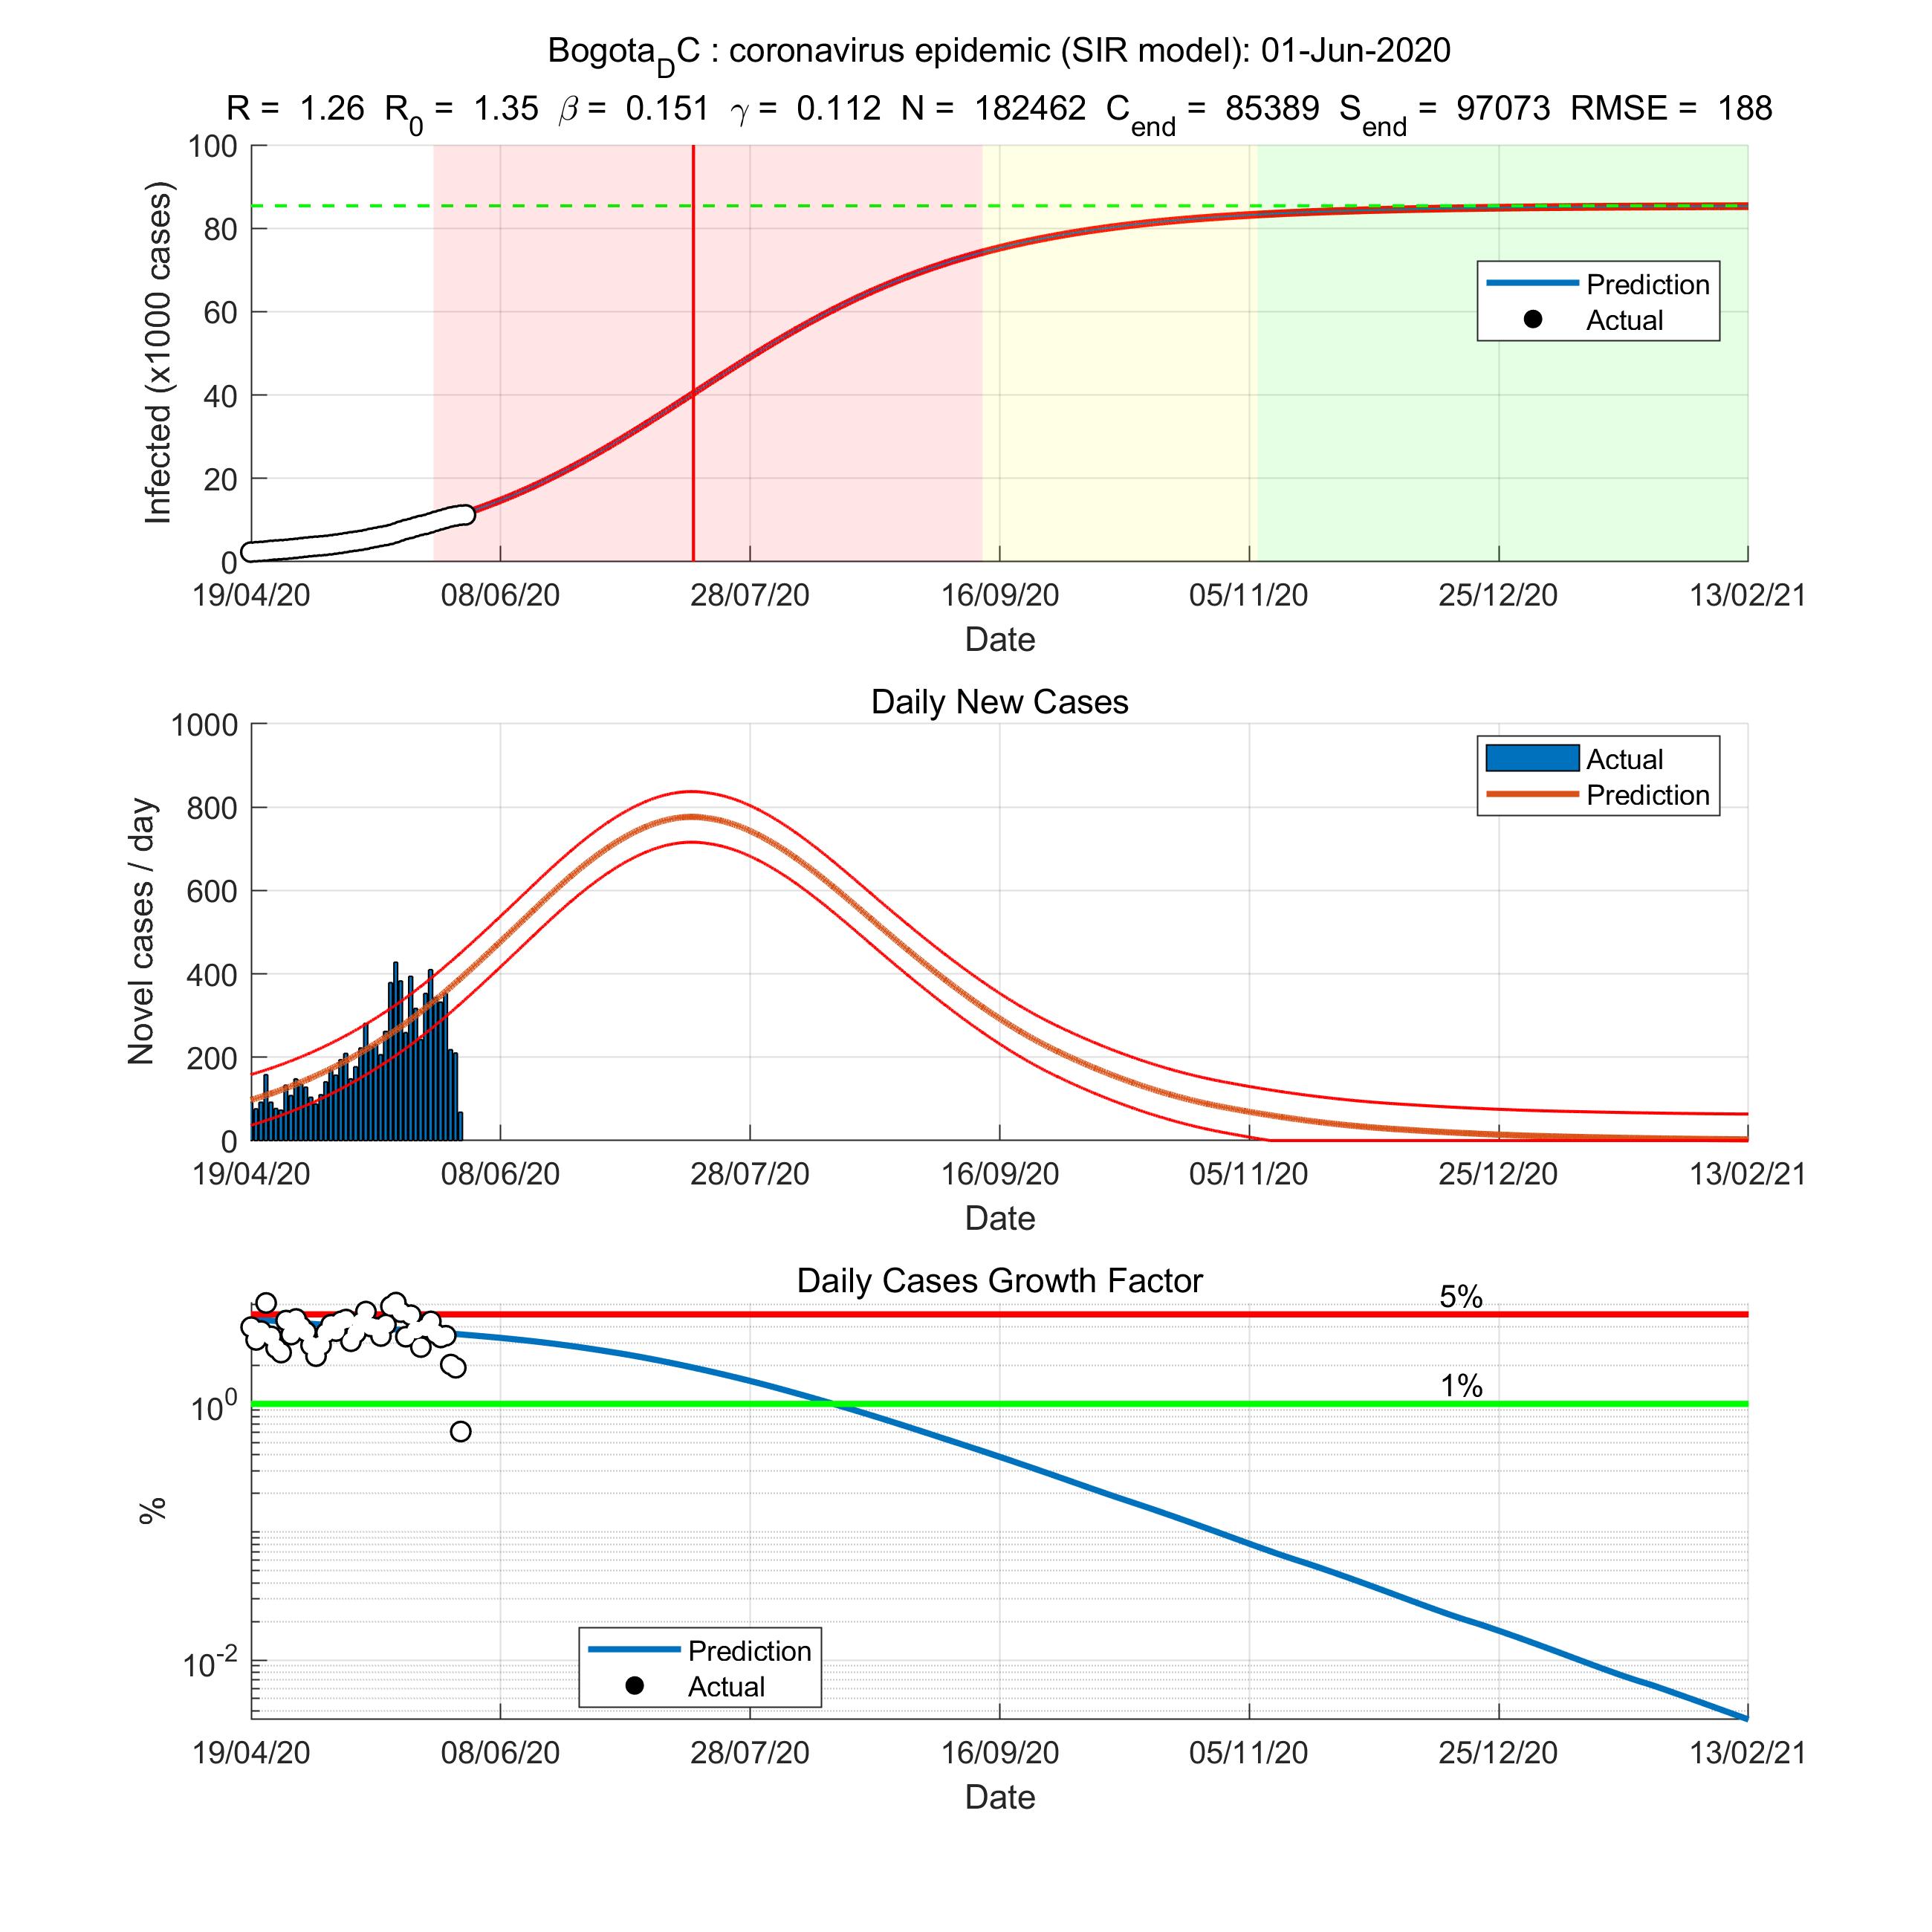 Bogota_D C : coronavirus epidemic (SIR model): 01-Jun-2020
R = 1.26 R_0 = 1.35 β = 0.151 γ = 0.112 N = 182462 C_end = 85389 S_end = 97073 RMSE = 188
100
80
60
40
20
0
Infected (x1000 cases)
Prediction
Actual
19/04/20 08/06/20 28/07/20 16/09/20 05/11/20 25/12/20 13/02/21
Date
Daily New Cases
1000
800
600
400
200
0
Novel cases / day
Actual
Prediction
19/04/20 08/06/20 28/07/20 16/09/20 05/11/20 25/12/20 13/02/21
Date
Daily Cases Growth Factor
5%
1%
10^0
10^-2
%
Prediction
Actual
19/04/20 08/06/20 28/07/20 16/09/20 05/11/20 25/12/20 13/02/21
Date